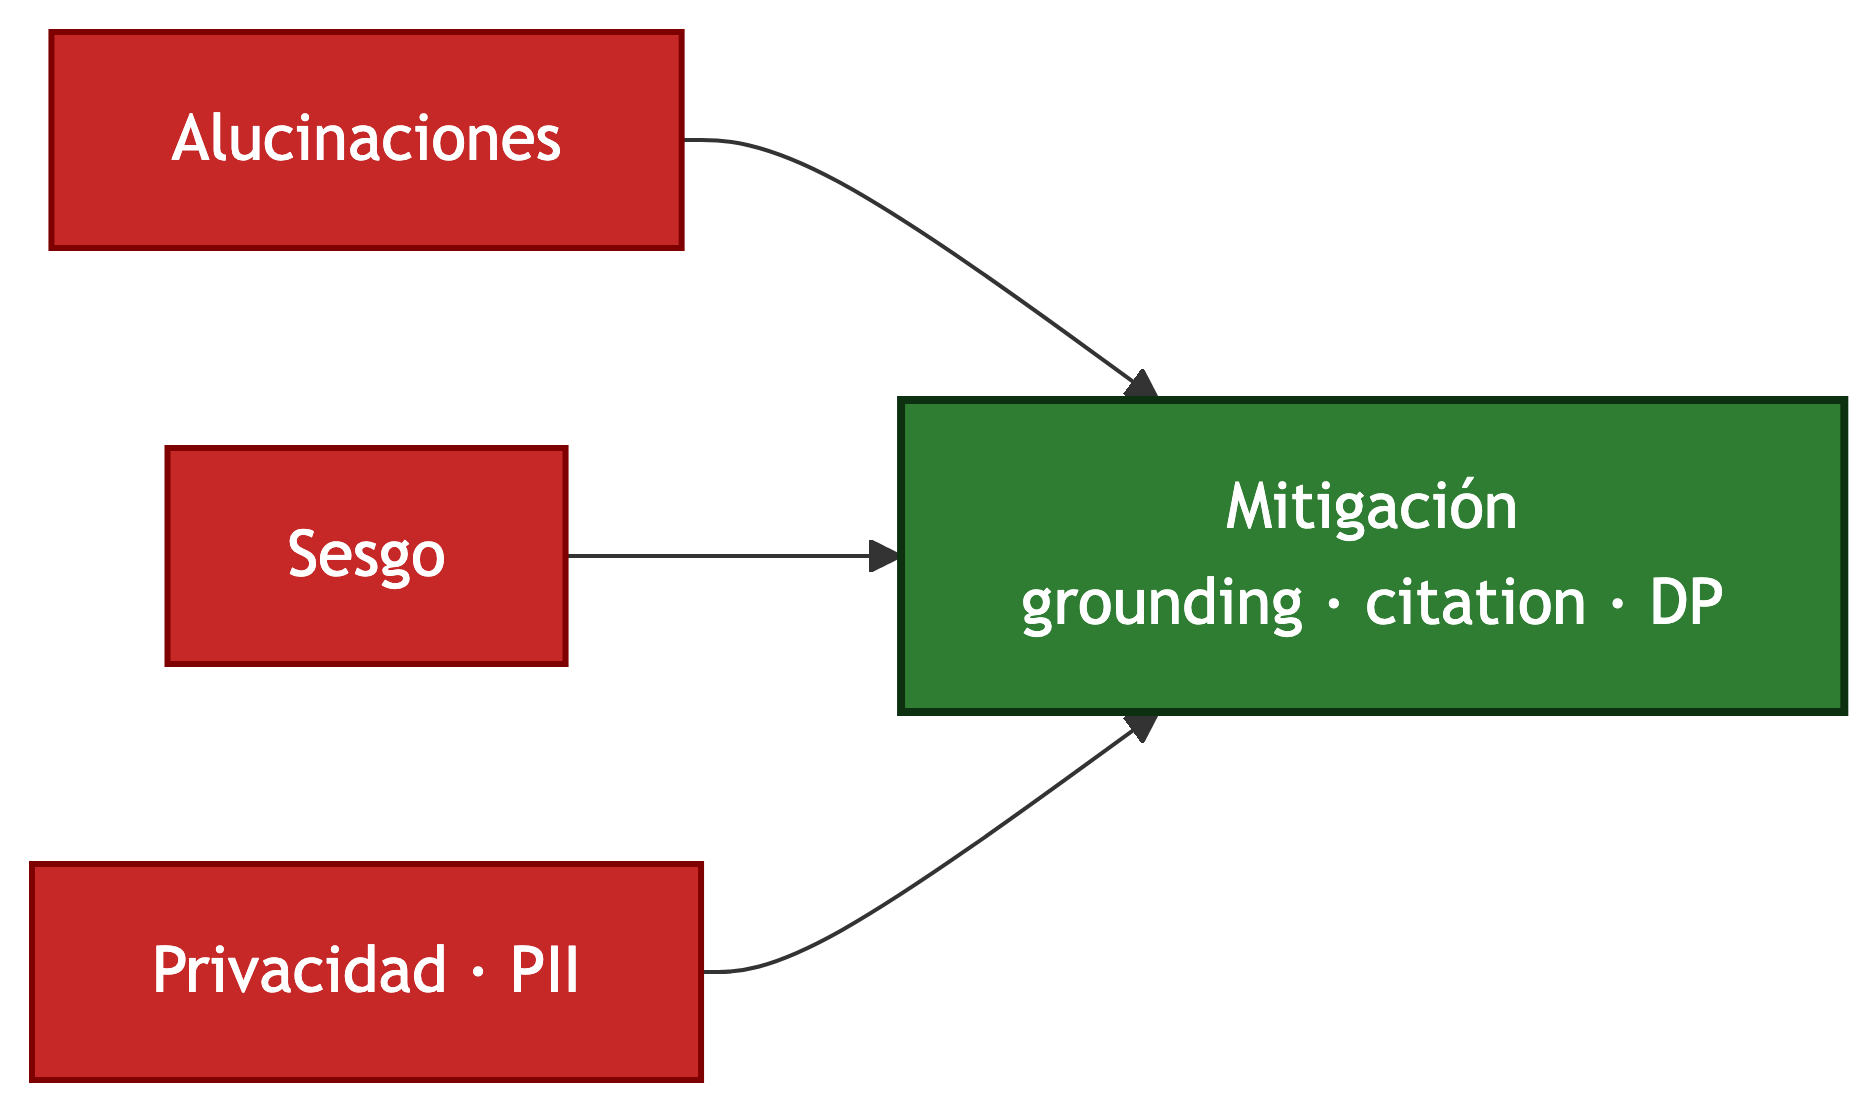 Alucinaciones
Sesgo
Privacidad · PII
Mitigación
grounding · citation · DP